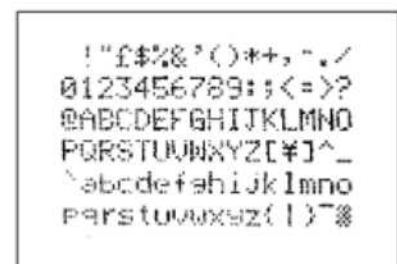 !"£$%&'()*+,-./
0123456789:;<=>?
@ABCDEFGHIJKLMNO
PQRSTUVWXYZ[¥]^_
`abcdefghijklmno
pqrstuvwxyz{|}~▒